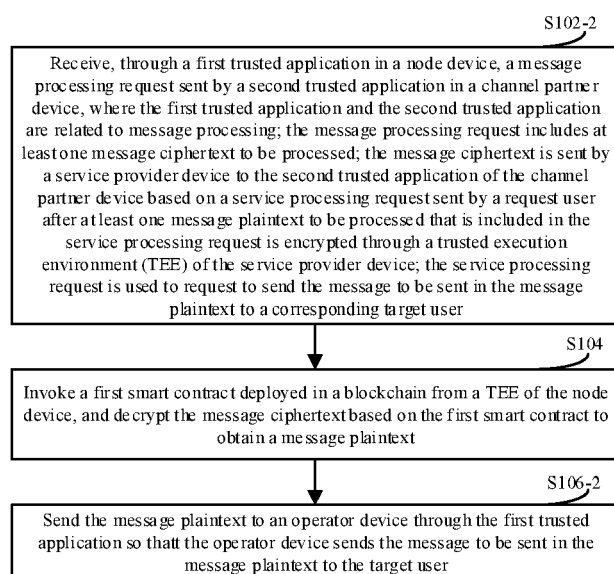 S102-2
Receive, through a first trusted application in a node device, a message
processing request sent by a second trusted application in a channel partner
device, where the first trusted application and the second trusted application
are related to message processing; the message processing request includes at
least one message ciphertext to be processed; the message ciphertext is sent by
a service provider device to the second trusted application of the channel
partner device based on a service processing request sent by a request user
after at least one message plaintext to be processed that is included in the
service processing request is encrypted through a trusted execution
environment (TEE) of the service provider device; the service processing
request is used to request to send the message to be sent in the message
plaintext to a corresponding target user
S104
Invoke a first smart contract deployed in a blockchain from a TEE of the node
device, and decrypt the message ciphertext based on the first smart contract to
obtain a message plaintext
S106-2
Send the message plaintext to an operator device through the first trusted
application so thatt the operator device sends the message to be sent in the
message plaintext to the target user